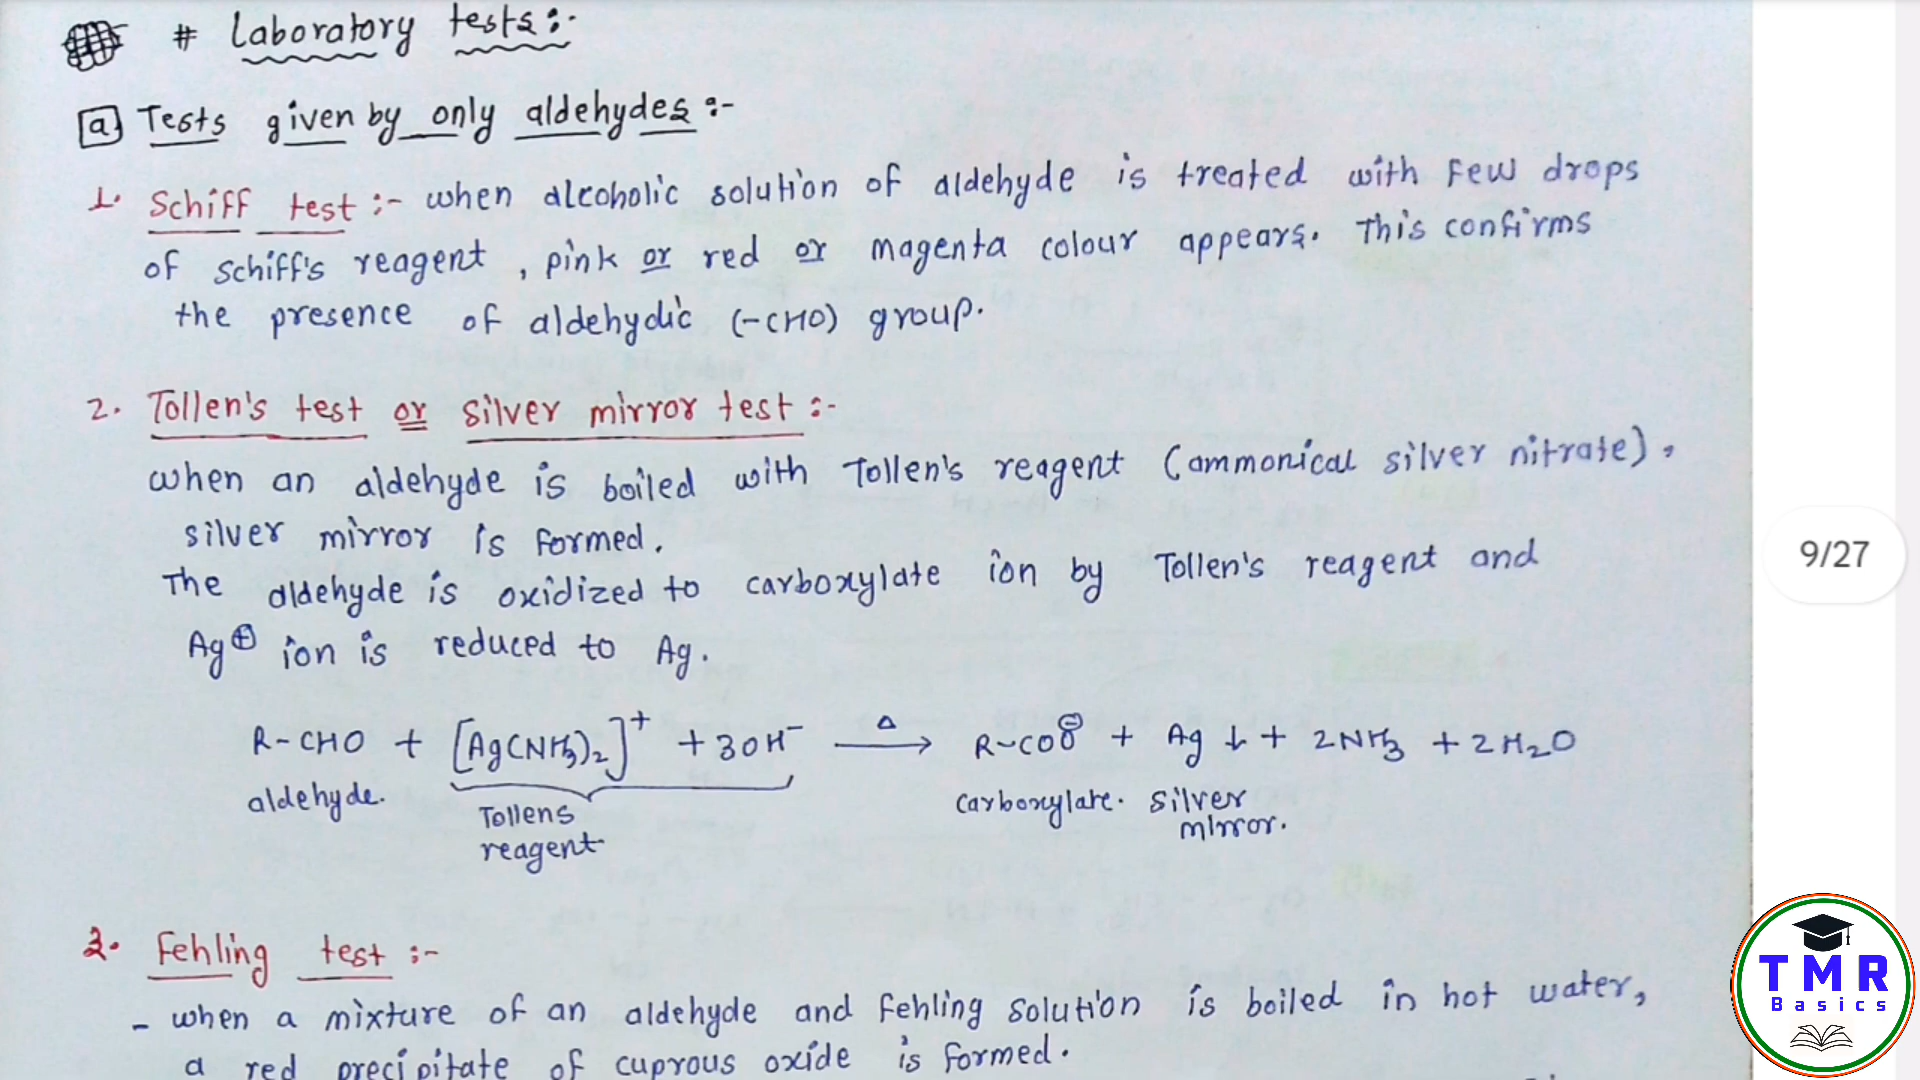 # Laboratory tests:-
a) Tests given by only aldehydes :-
1. Schiff test :- when alcoholic solution of aldehyde is treated with few drops
of schiff's reagent, pink or red or magenta colour appears. This confirms
the presence of aldehydic (-CHO) group.
2. Tollen's test or silver mirror test :-
when an aldehyde is boiled with Tollen's reagent (ammonical silver nitrate),
silver mirror is formed.
The aldehyde is oxidized to carboxylate ion by Tollen's reagent and
Ag⊕ ion is reduced to Ag.
R-CHO + [Ag(NH3)2]+ + 3OH- —Δ→ R-COO⊖ + Ag↓ + 2NH3 + 2H2O
aldehyde. Tollens reagent carboxylate. silver mirror.
3. Fehling test :-
- when a mixture of an aldehyde and Fehling solution is boiled in hot water,
a red precipitate of cuprous oxide is formed.
9/27
TMR
Basics